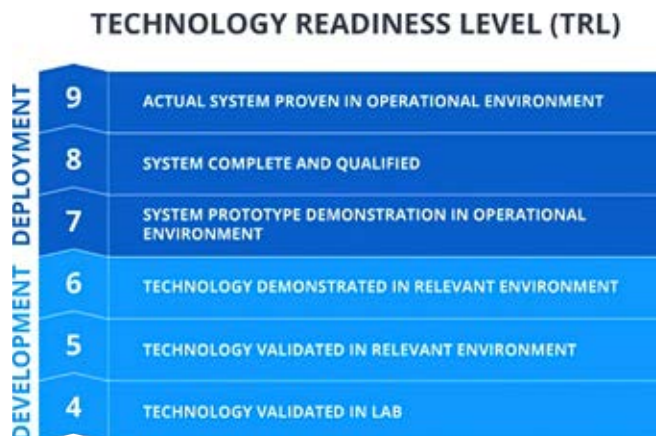 TECHNOLOGY READINESS LEVEL (TRL)
DEPLOYMENT
9 ACTUAL SYSTEM PROVEN IN OPERATIONAL ENVIRONMENT
8 SYSTEM COMPLETE AND QUALIFIED
7 SYSTEM PROTOTYPE DEMONSTRATION IN OPERATIONAL
ENVIRONMENT
DEVELOPMENT
6 TECHNOLOGY DEMONSTRATED IN RELEVANT ENVIRONMENT
5 TECHNOLOGY VALIDATED IN RELEVANT ENVIRONMENT
4 TECHNOLOGY VALIDATED IN LAB